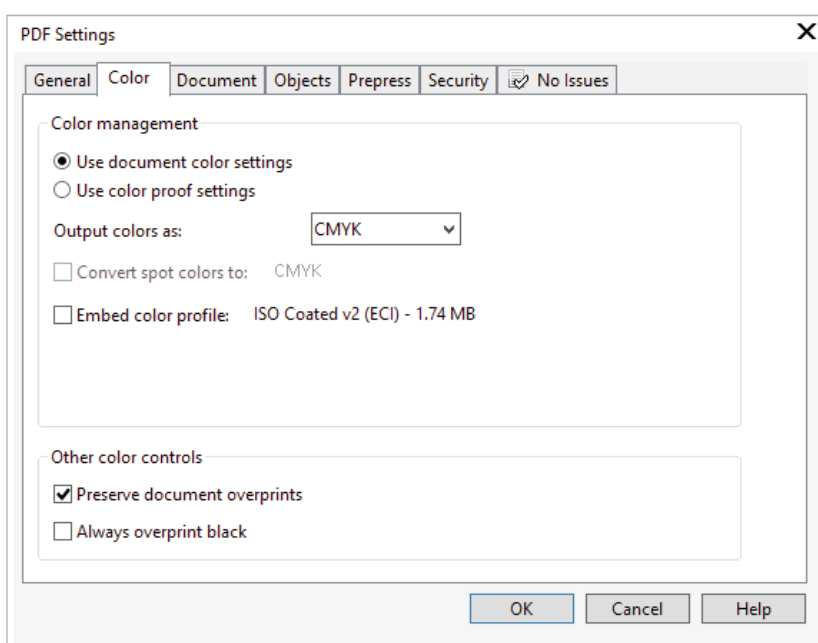 PDF Settings
General Color Document Objects Prepress Security No Issues
Color management
Use document color settings
Use color proof settings
Output colors as: CMYK
Convert spot colors to: CMYK
Embed color profile: ISO Coated v2 (ECI) - 1.74 MB
Other color controls
Preserve document overprints
Always overprint black
OK Cancel Help